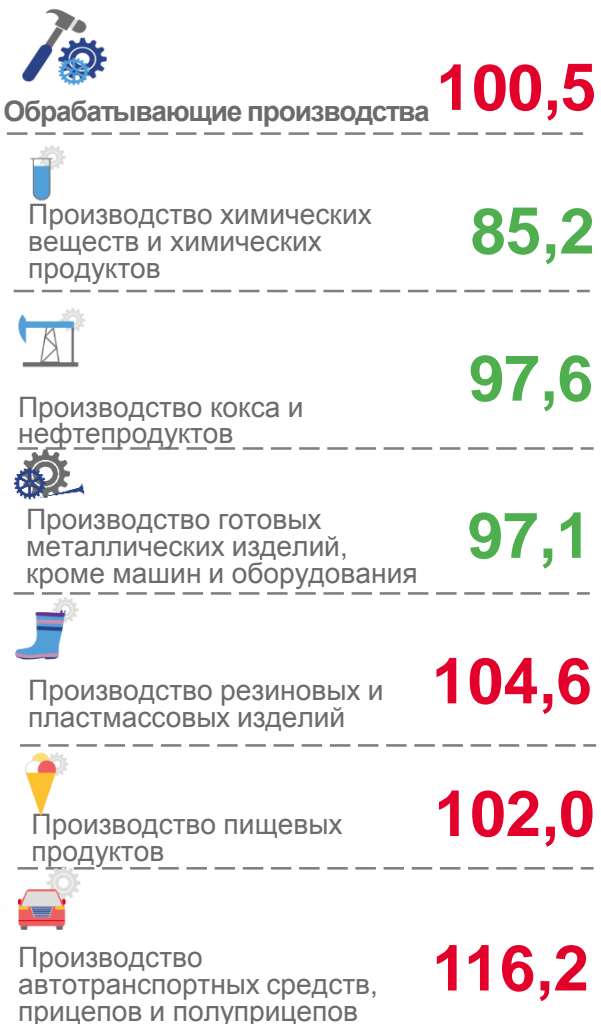 100,5
Обрабатывающие производства
Производство химических
веществ и химических
продуктов
85,2
97,6
Производство кокса и
нефтепродуктов
Производство готовых
металлических изделий,
кроме машин и оборудования
97,1
104,6
Производство резиновых и
пластмассовых изделий
102,0
Производство пищевых
продуктов
116,2
Производство
автотранспортных средств,
прицепов и полуприцепов